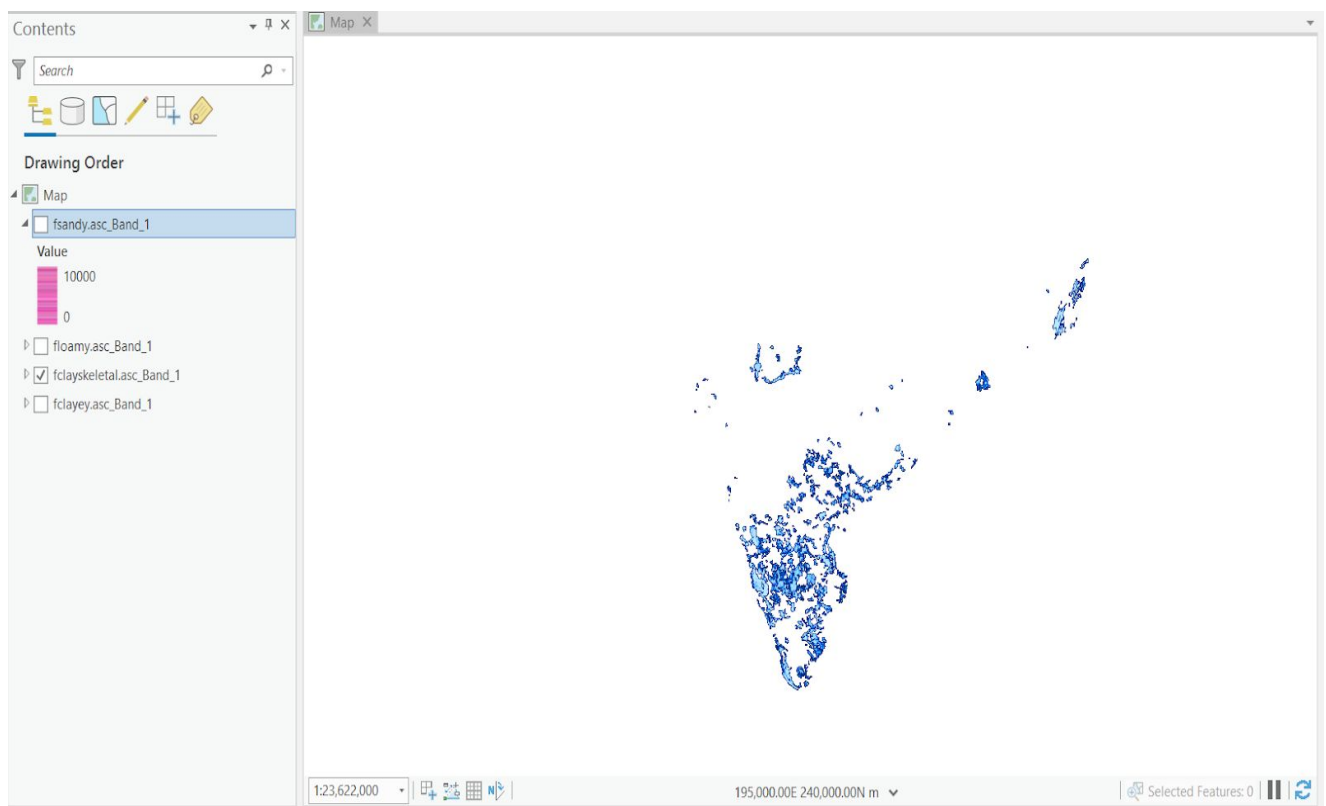 Contents
Map
Search
Drawing Order
Map
fsandy.asc_Band_1
Value
10000
0
floamy.asc_Band_1
fclayskeletal.asc_Band_1
fclayey.asc_Band_1
1:23,622,000
N
195,000.00E 240,000.00N m
Selected Features: 0